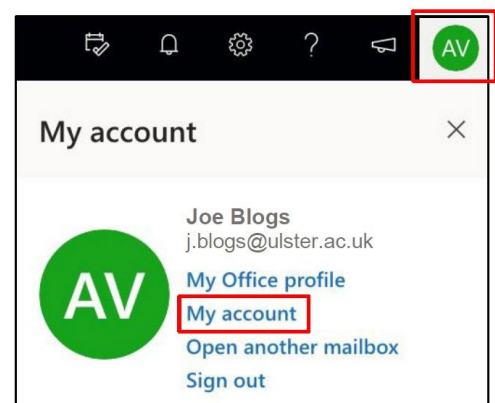 AV
My account
Joe Blogs
j.blogs@ulster.ac.uk
AV
My Office profile
My account
Open another mailbox
Sign out